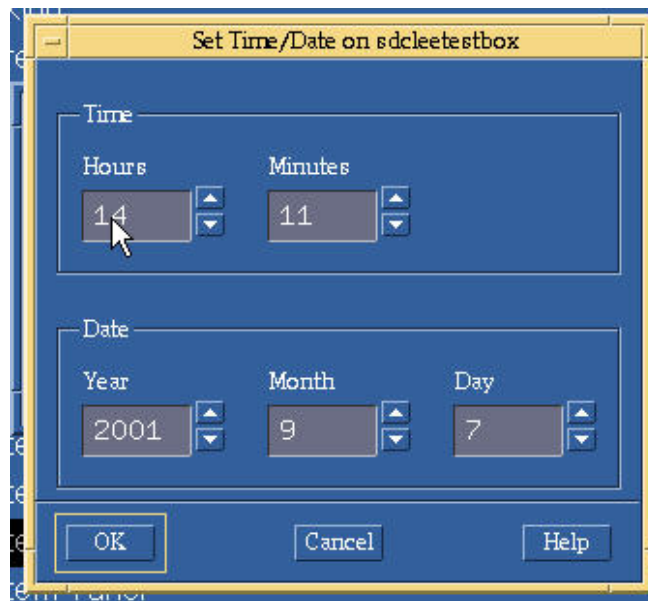 Set Time/Date on sdcleetestbox
Time
Hours Minutes
14 11
Date
Year Month Day
2001 9 7
OK Cancel Help